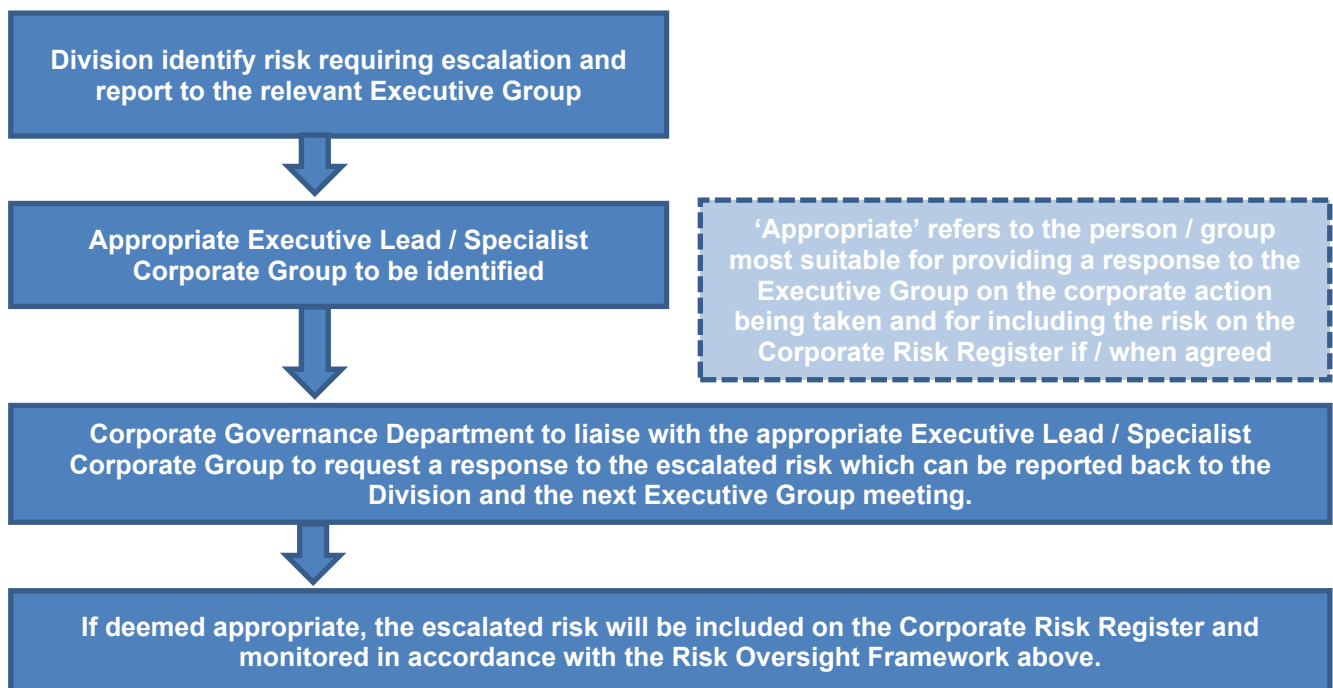 Division identify risk requiring escalation and
report to the relevant Executive Group
Appropriate Executive Lead / Specialist
Corporate Group to be identified
‘Appropriate’ refers to the person / group
most suitable for providing a response to the
Executive Group on the corporate action
being taken and for including the risk on the
Corporate Risk Register if / when agreed
Corporate Governance Department to liaise with the appropriate Executive Lead / Specialist
Corporate Group to request a response to the escalated risk which can be reported back to the
Division and the next Executive Group meeting.
If deemed appropriate, the escalated risk will be included on the Corporate Risk Register and
monitored in accordance with the Risk Oversight Framework above.